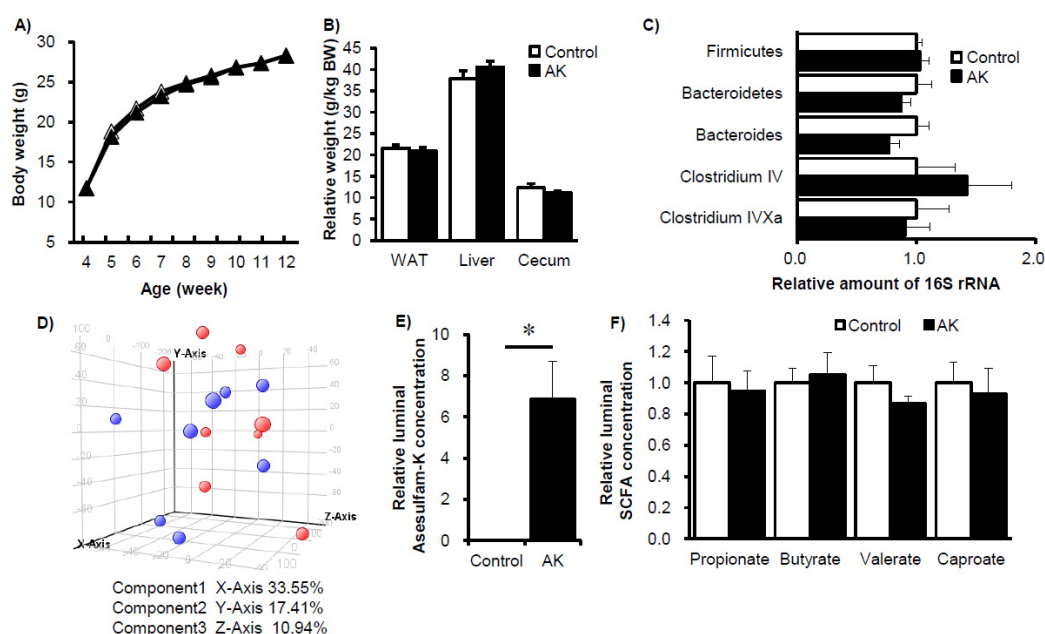 A)
30
25
20
15
10
5
Body weight (g)
4 5 6 7 8 9 10 11 12
Age (week)
B)
45
40
35
30
25
20
15
10
5
0
Relative weight (g/kg BW)
Control
AK
WAT Liver Cecum
C)
Control
AK
Firmicutes
Bacteroidetes
Bacteroides
Clostridium IV
Clostridium IVXa
0.0 1.0 2.0
Relative amount of 16S rRNA
D)
Y-Axis
Z-Axis
X-Axis
Component1 X-Axis 33.55%
Component2 Y-Axis 17.41%
Component3 Z-Axis 10.94%
E)
*
10
8
6
4
2
0
Relative luminal
Asesulfam-K concentration
Control AK
F)
Control AK
1.4
1.2
1.0
0.8
0.6
0.4
0.2
0.0
Relative luminal
SCFA concentration
Propionate Butyrate Valerate Caproate